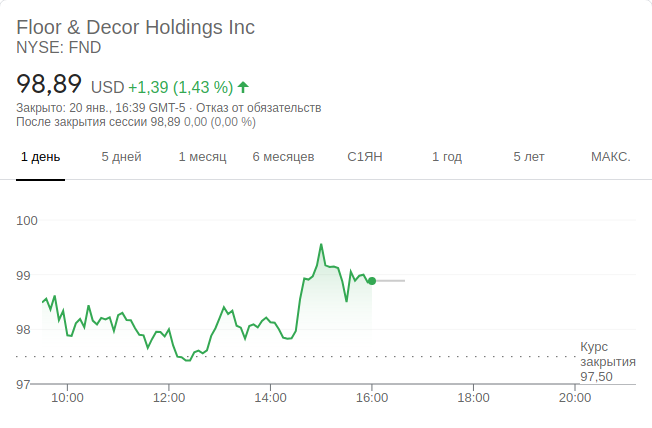 Floor & Decor Holdings Inc
NYSE: FND
98,89 USD +1,39 (1,43 %)
Закрыто: 20 янв., 16:39 GMT-5 · Отказ от обязательств
После закрытия сессии 98,89 0,00 (0,00 %)
1 день 5 дней 1 месяц 6 месяцев С1ЯН 1 год 5 лет МАКС.
100
99
98
Курс
закрытия
97,50
97
10:00 12:00 14:00 16:00 18:00 20:00